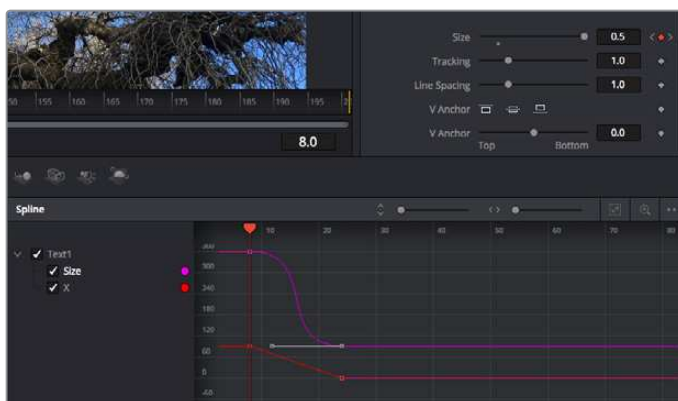 Size 0.5
Tracking 1.0
Line Spacing 1.0
V Anchor
V Anchor 0.0
Top Bottom
155 160 165 170 175 180 185 190 195
8.0
Spline
10 20 30 40 50 60 70 80
Text1
Size
X
300
240
180
120
60
0
-60